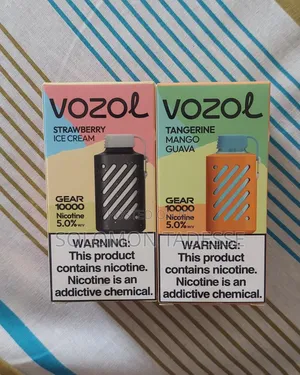 VOZOL
STRAWBERRY
ICE CREAM
GEAR
10000
Nicotine
5.0%
WARNING:
This product
contains nicotine.
Nicotine is an
addictive chemical.
VOZOL
TANGERINE
MANGO
GUAVA
GEAR
10000
Nicotine
5.0%
WARNING:
This product
contains nicotine.
Nicotine is an
addictive chemical.
SOLOMON TADESSE